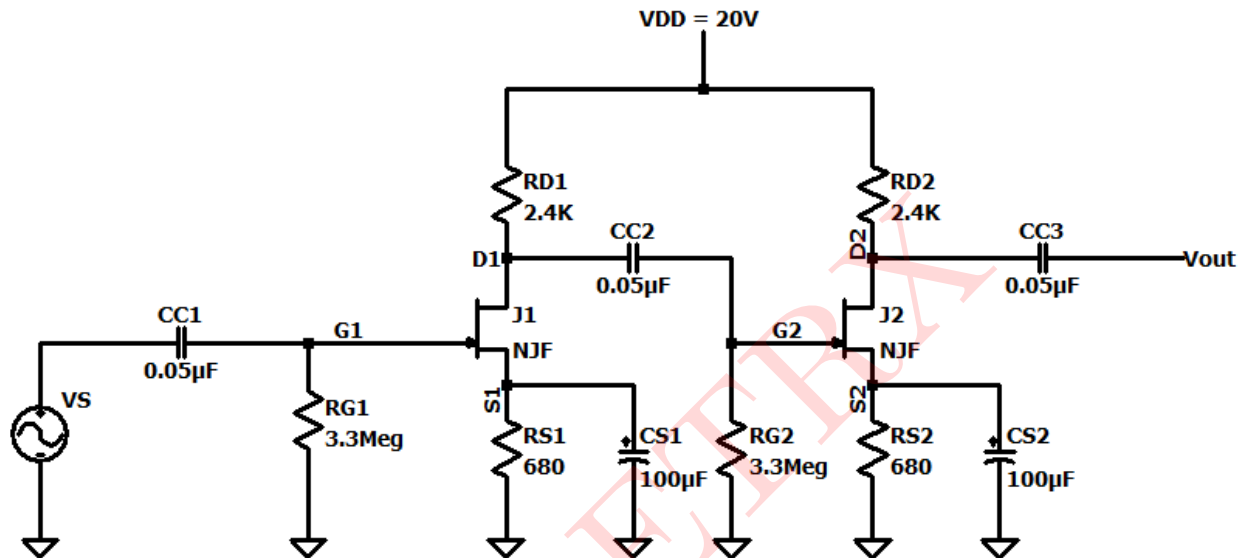 VDD = 20V
RD1
2.4K
RD2
2.4K
CC2
0.05µF
CC3
0.05µF
D1
D2
Vout
CC1
0.05µF
G1
J1
NJF
G2
J2
NJF
VS
RG1
3.3Meg
S1
RS1
680
CS1
100µF
RG2
3.3Meg
S2
RS2
680
CS2
100µF
ETRX